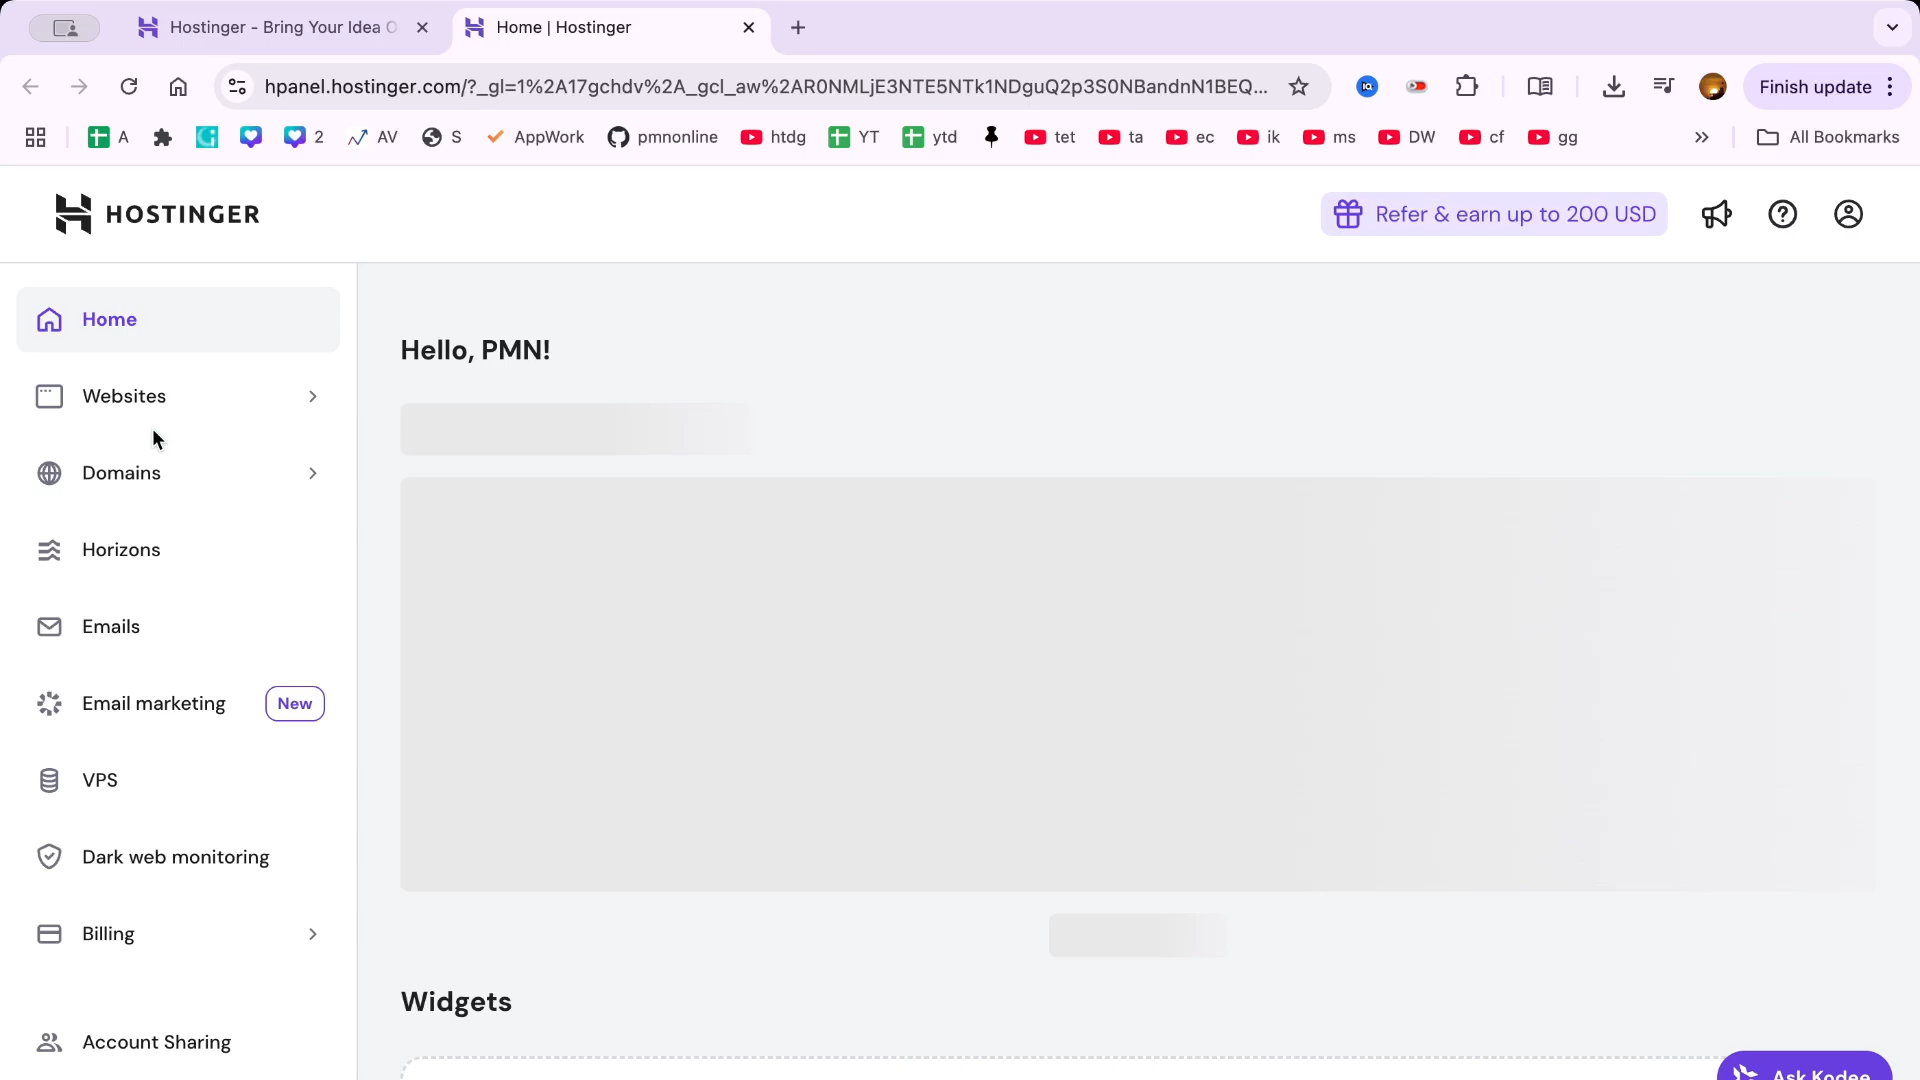 Hostinger - Bring Your Idea O
Home | Hostinger
hpanel.hostinger.com/?_gl=1%2A17gchdv%2A_gcl_aw%2AR0NMLjE3NTE5NTk1NDguQ2p3S0NBandnN1BEQ...
Finish update
A
2
AV
S
AppWork
pmnonline
htdg
YT
ytd
tet
ta
ec
ik
ms
DW
cf
gg
All Bookmarks
HOSTINGER
Refer & earn up to 200 USD
Home
Hello, PMN!
Websites
Domains
Horizons
Emails
Email marketing
New
VPS
Dark web monitoring
Billing
Widgets
Account Sharing
Ask Kodee